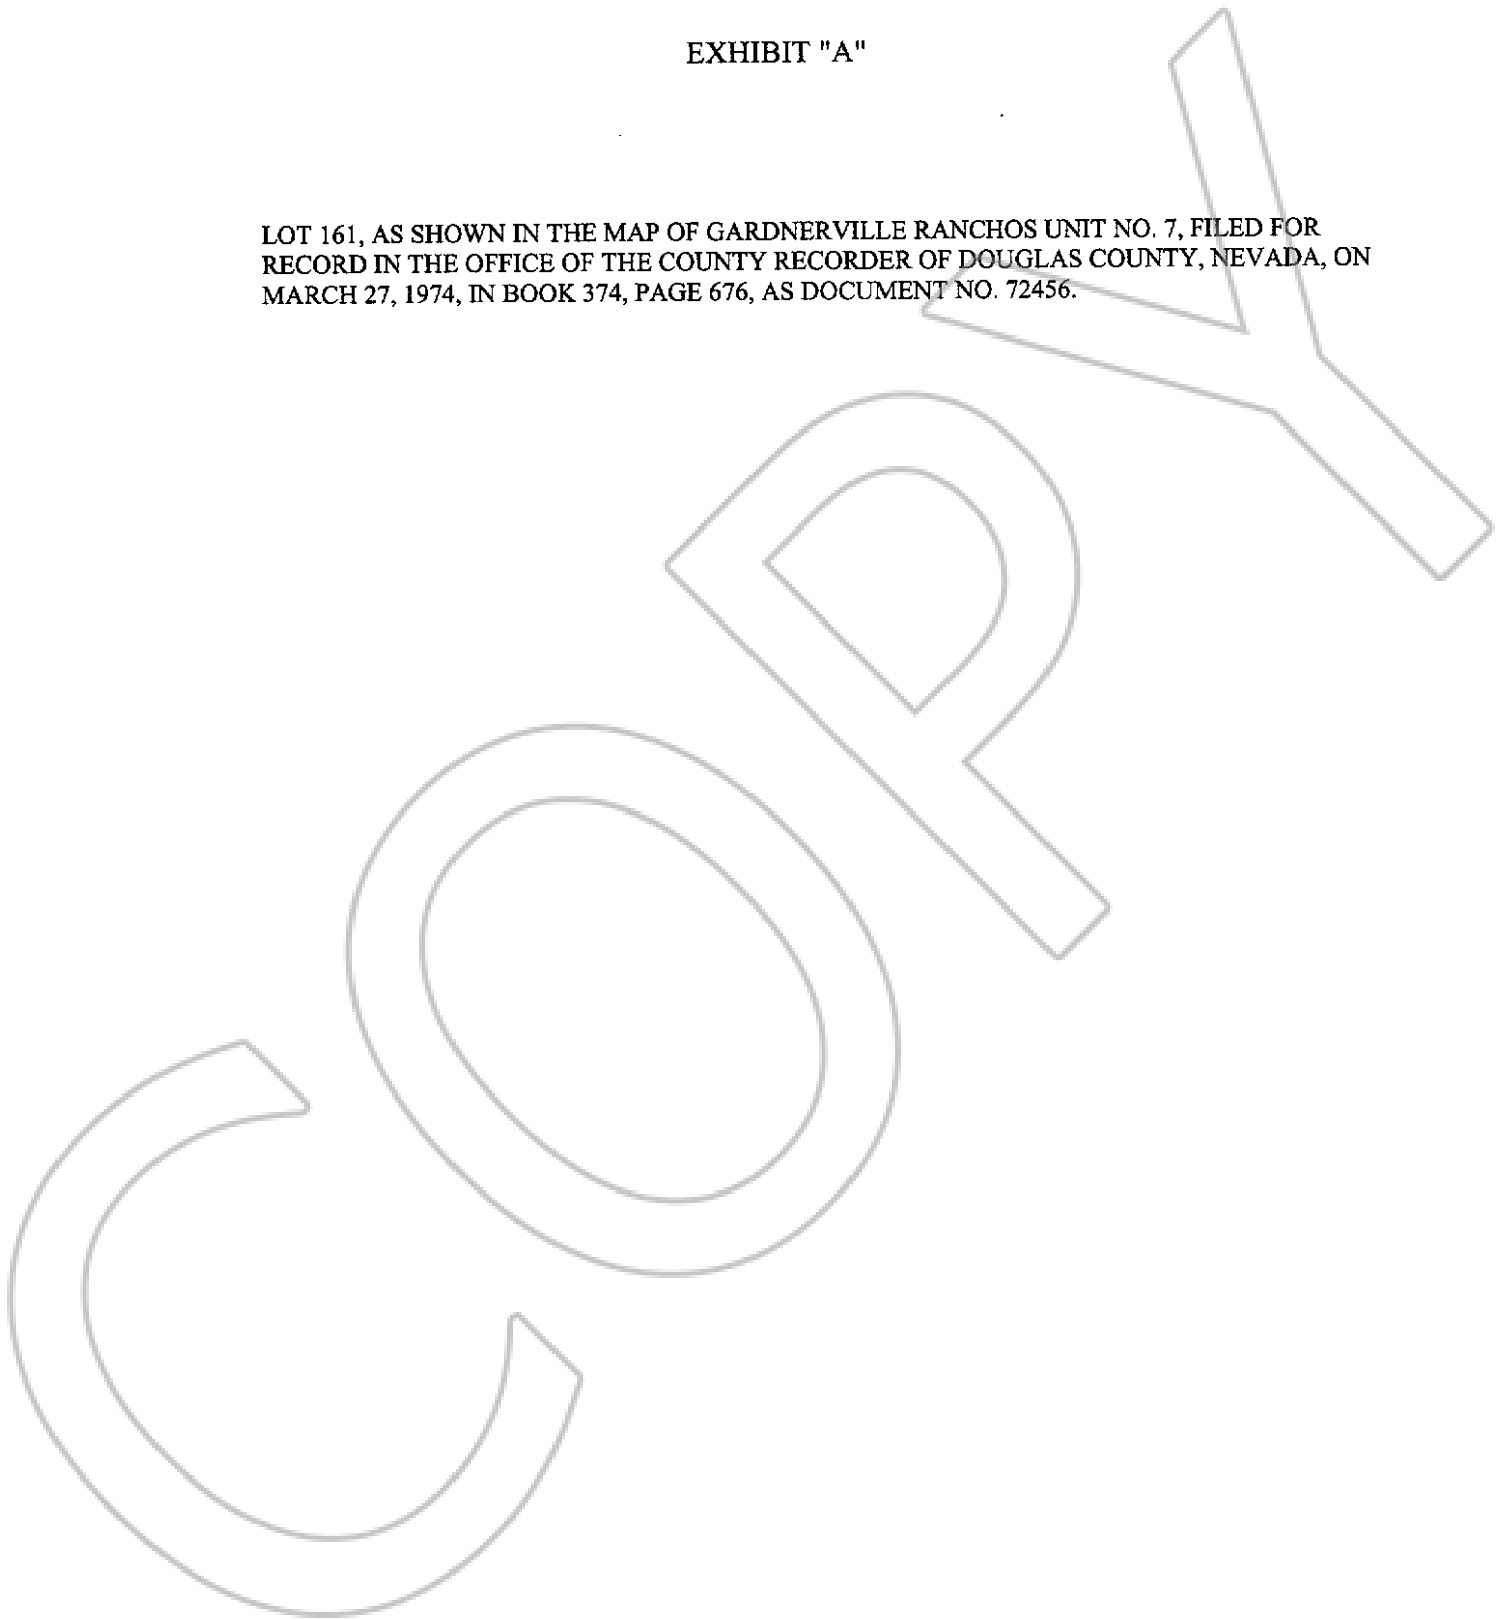 EXHIBIT "A"
LOT 161, AS SHOWN IN THE MAP OF GARDNERVILLE RANCHOS UNIT NO. 7, FILED FOR
RECORD IN THE OFFICE OF THE COUNTY RECORDER OF DOUGLAS COUNTY, NEVADA, ON
MARCH 27, 1974, IN BOOK 374, PAGE 676, AS DOCUMENT NO. 72456.
COPY